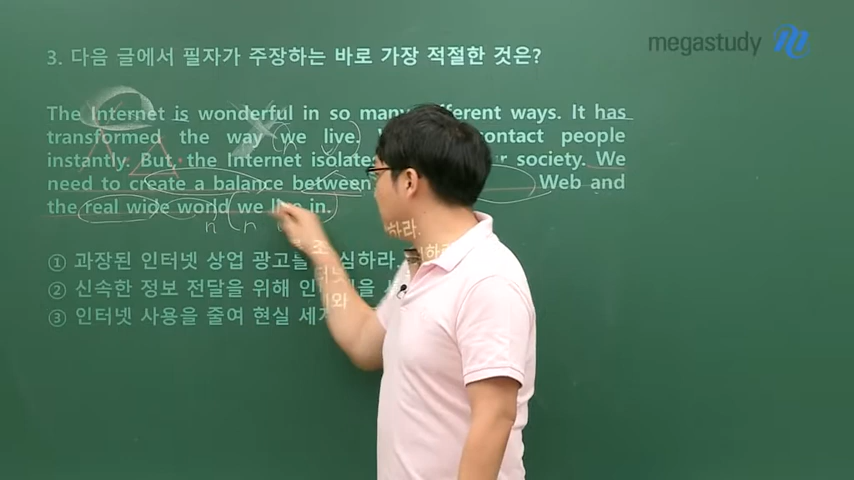 megastudy
3. 다음 글에서 필자가 주장하는 바로 가장 적절한 것은?
The Internet is wonderful in so many different ways. It has
transformed the way we live. contact people
instantly. But, the Internet isolates society. We
need to create a balance between Web and
the real wide world we live in.
n n
① 과장된 인터넷 상업 광고를 심하라.
② 신속한 정보 전달을 위해
③ 인터넷 사용을 줄여 현실 세